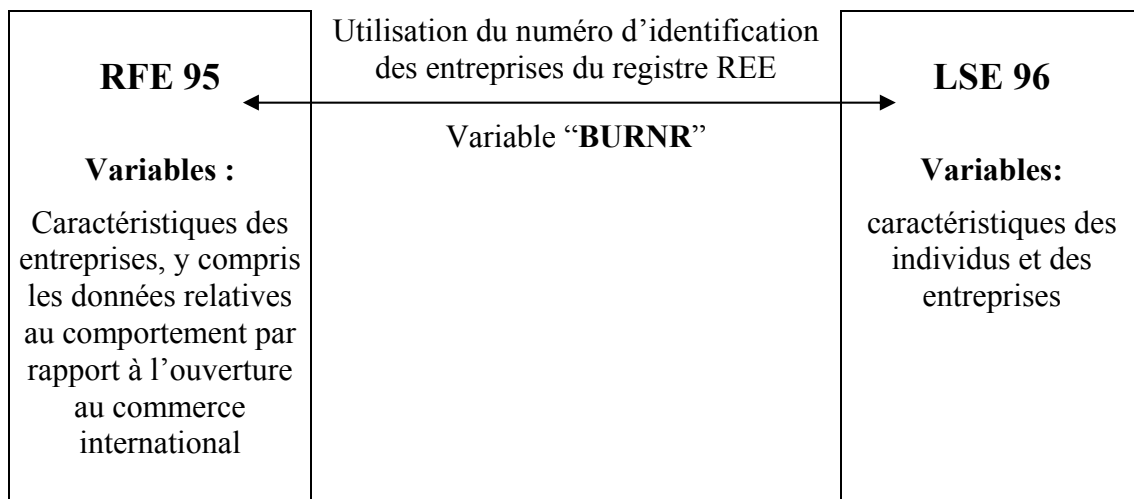 RFE 95
Variables :
Caractéristiques des
entreprises, y compris
les données relatives
au comportement par
rapport à l’ouverture
au commerce
international
Utilisation du numéro d’identification
des entreprises du registre REE
Variable “BURNR”
LSE 96
Variables:
caractéristiques des
individus et des
entreprises